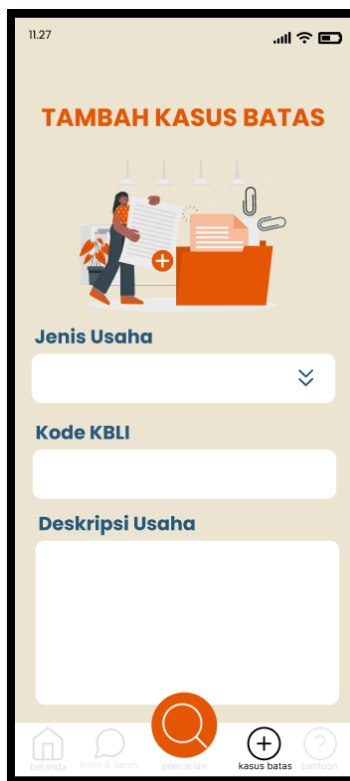 11.27
TAMBAH KASUS BATAS
Jenis Usaha
Kode KBLI
Deskripsi Usaha
beranda kritik & saran pencarian kasus batas bantuan